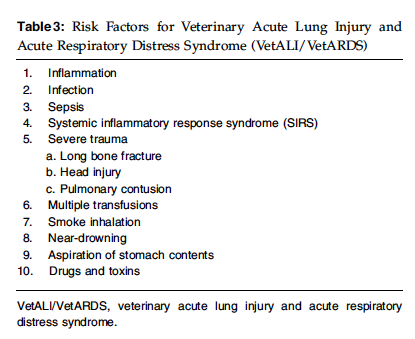 Table 3: Risk Factors for Veterinary Acute Lung Injury and
Acute Respiratory Distress Syndrome (VetALI/VetARDS)
1. Inflammation
2. Infection
3. Sepsis
4. Systemic inflammatory response syndrome (SIRS)
5. Severe trauma
a. Long bone fracture
b. Head injury
c. Pulmonary contusion
6. Multiple transfusions
7. Smoke inhalation
8. Near-drowning
9. Aspiration of stomach contents
10. Drugs and toxins
VetALI/VetARDS, veterinary acute lung injury and acute respiratory
distress syndrome.